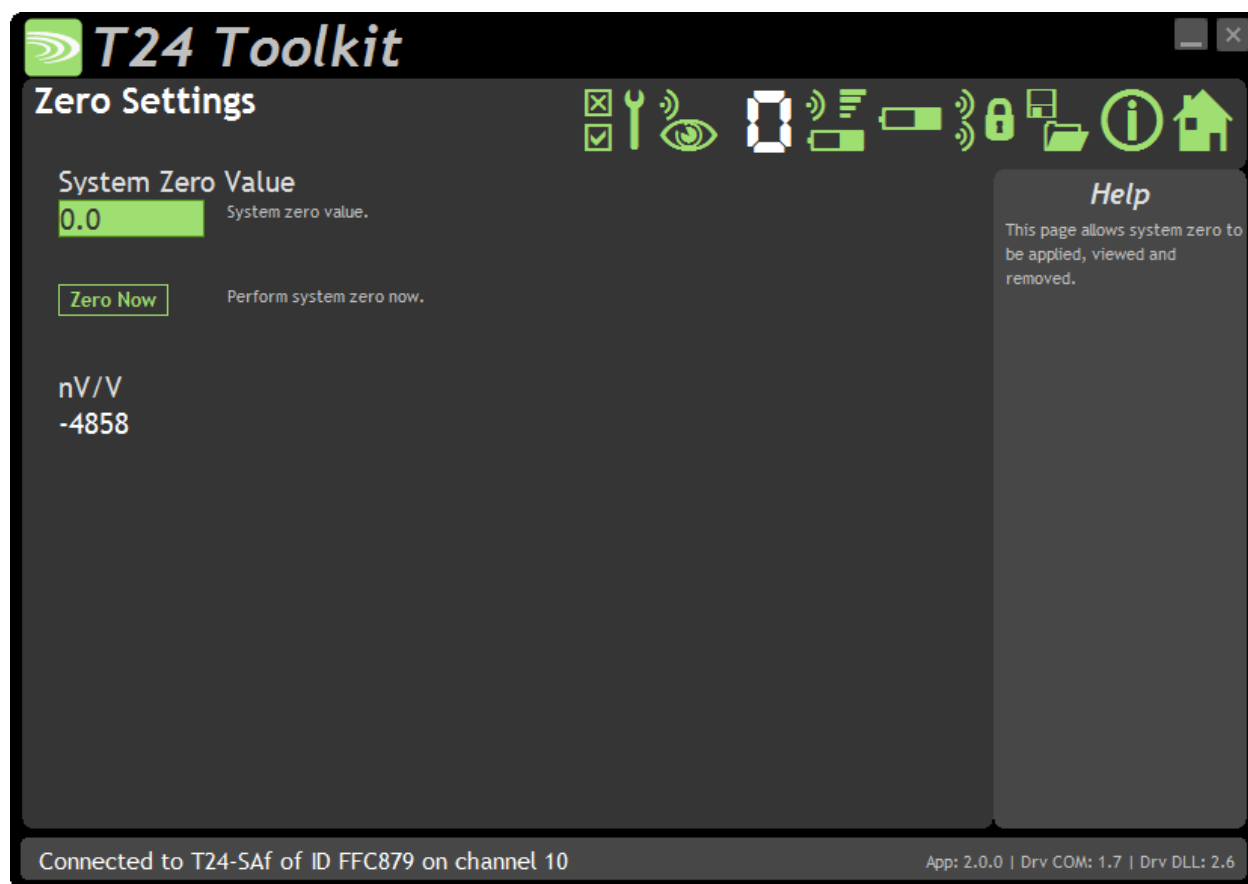 T24 Toolkit
Zero Settings
0
System Zero Value
0.0
System zero value.
Zero Now
Perform system zero now.
nV/V
-4858
Help
This page allows system zero to
be applied, viewed and
removed.
Connected to T24-SAf of ID FFC879 on channel 10
App: 2.0.0 | Drv COM: 1.7 | Drv DLL: 2.6